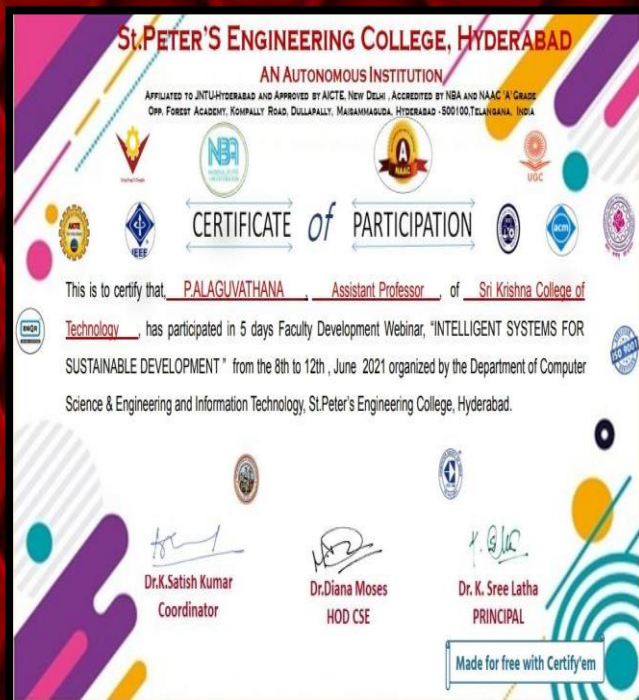 St.PETER'S ENGINEERING COLLEGE, HYDERABAD
AN AUTONOMOUS INSTITUTION
AFFILIATED TO JNTU-HYDERABAD AND APPROVED BY AICTE, NEW DELHI , ACCREDITED BY NBA AND NAAC 'A' GRADE
OPP. FOREST ACADEMY, KOMPALLY ROAD, DULLAPALLY, MAISAMMAGUDA, HYDERABAD -500100,TELANGANA, INDIA
NBA
A
NAAC
UGC
AICTE
IEEE
CERTIFICATE of PARTICIPATION
acm
This is to certify that, P.ALAGUVATHANA , Assistant Professor , of Sri Krishna College of
Technology , has participated in 5 days Faculty Development Webinar, "INTELLIGENT SYSTEMS FOR
SUSTAINABLE DEVELOPMENT " from the 8th to 12th , June 2021 organized by the Department of Computer
Science & Engineering and Information Technology, St.Peter's Engineering College, Hyderabad.
ISO 9001
Dr.K.Satish Kumar
Coordinator
Dr.Diana Moses
HOD CSE
Dr. K. Sree Latha
PRINCIPAL
Made for free with Certify'em